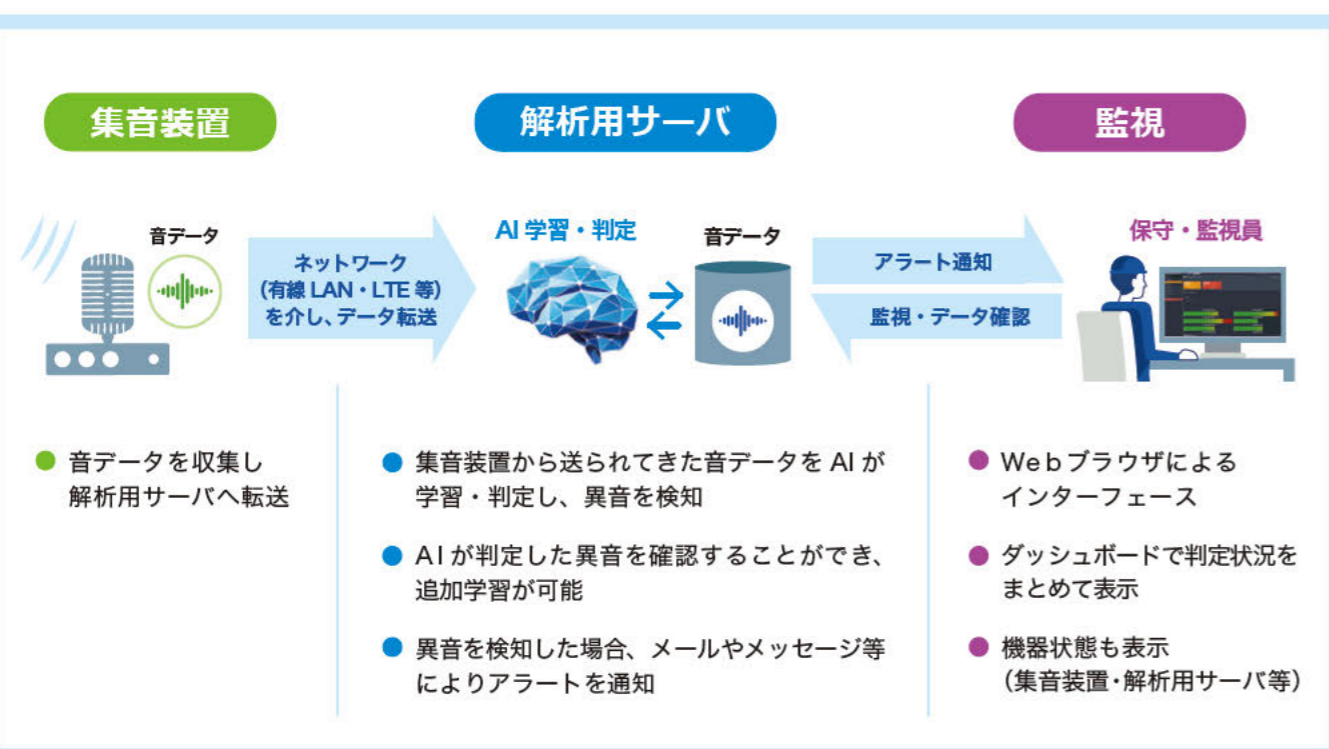 集音装置
解析用サーバ
監視
音データ
ネットワーク
(有線 LAN・LTE 等)
を介し、データ転送
AI 学習・判定
音データ
アラート通知
監視・データ確認
保守・監視員
音データを収集し
解析用サーバへ転送
集音装置から送られてきた音データを AI が
学習・判定し、異音を検知
AIが判定した異音を確認することができ、
追加学習が可能
異音を検知した場合、メールやメッセージ等
によりアラートを通知
Webブラウザによる
インターフェース
ダッシュボードで判定状況を
まとめて表示
機器状態も表示
（集音装置・解析用サーバ等）